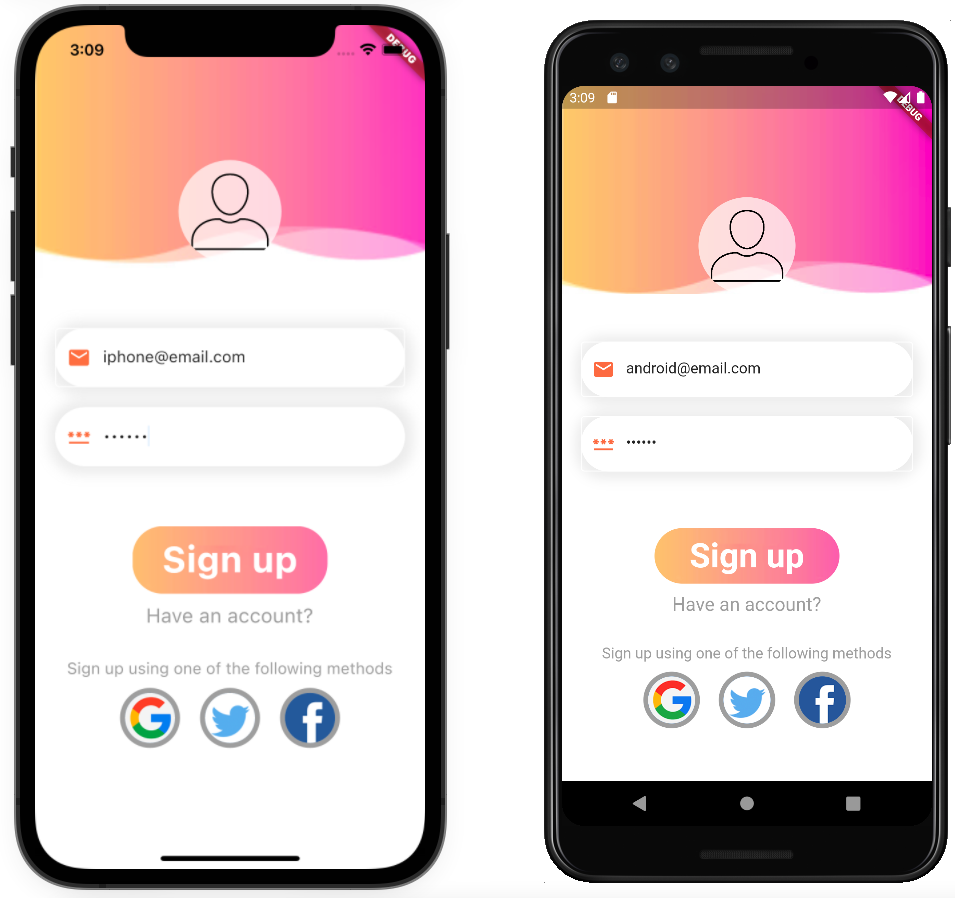 3:09
DEBUG
iphone@email.com
••••••
Sign up
Have an account?
Sign up using one of the following methods
3:09
DEBUG
android@email.com
••••••
Sign up
Have an account?
Sign up using one of the following methods